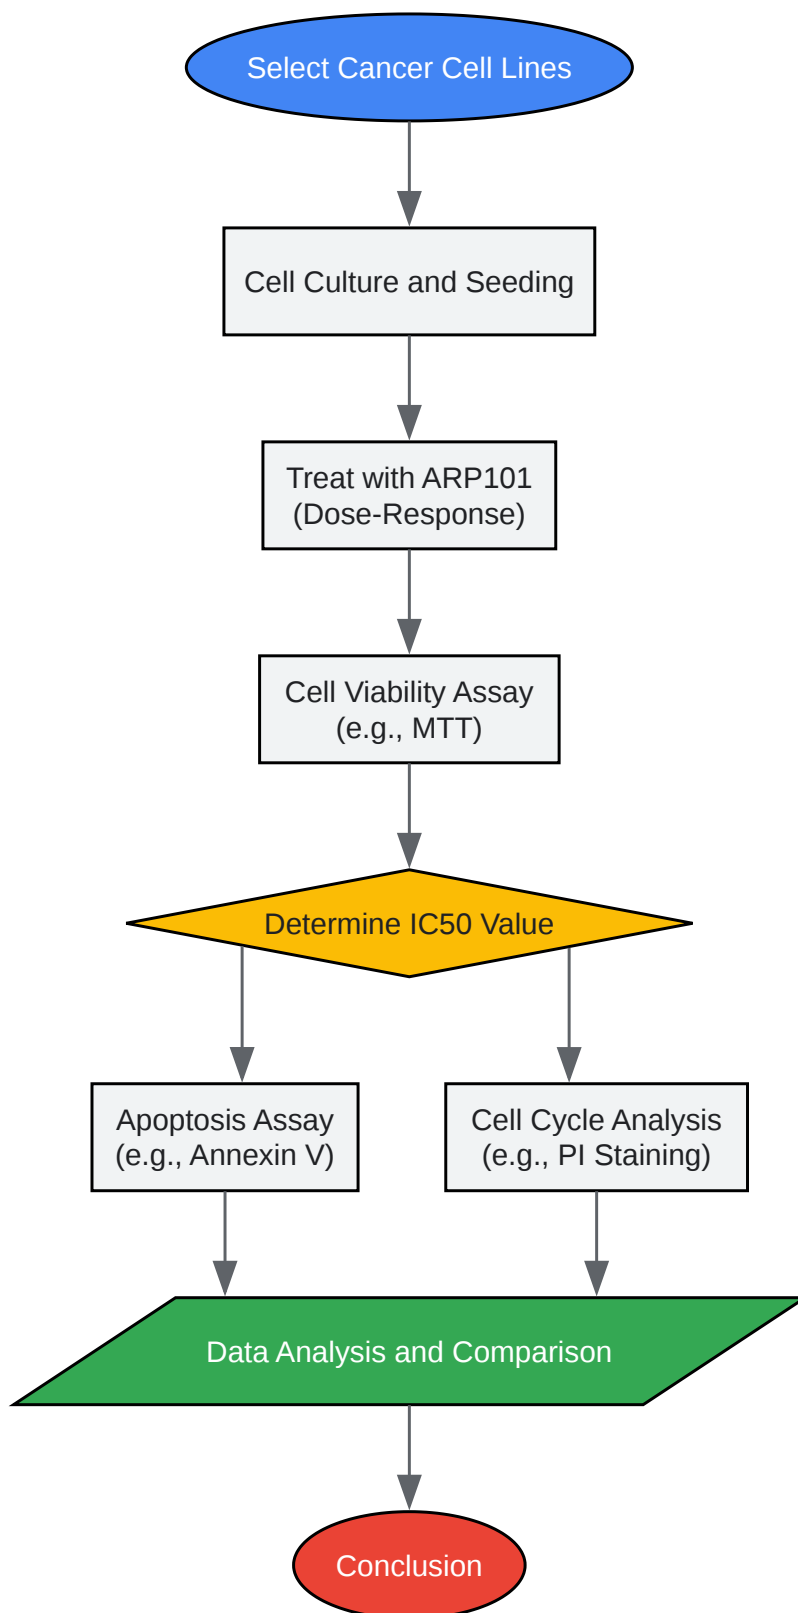 Select Cancer Cell Lines
Cell Culture and Seeding
Treat with ARP101
(Dose-Response)
Cell Viability Assay
(e.g., MTT)
Determine IC50 Value
Apoptosis Assay
(e.g., Annexin V)
Cell Cycle Analysis
(e.g., PI Staining)
Data Analysis and Comparison
Conclusion